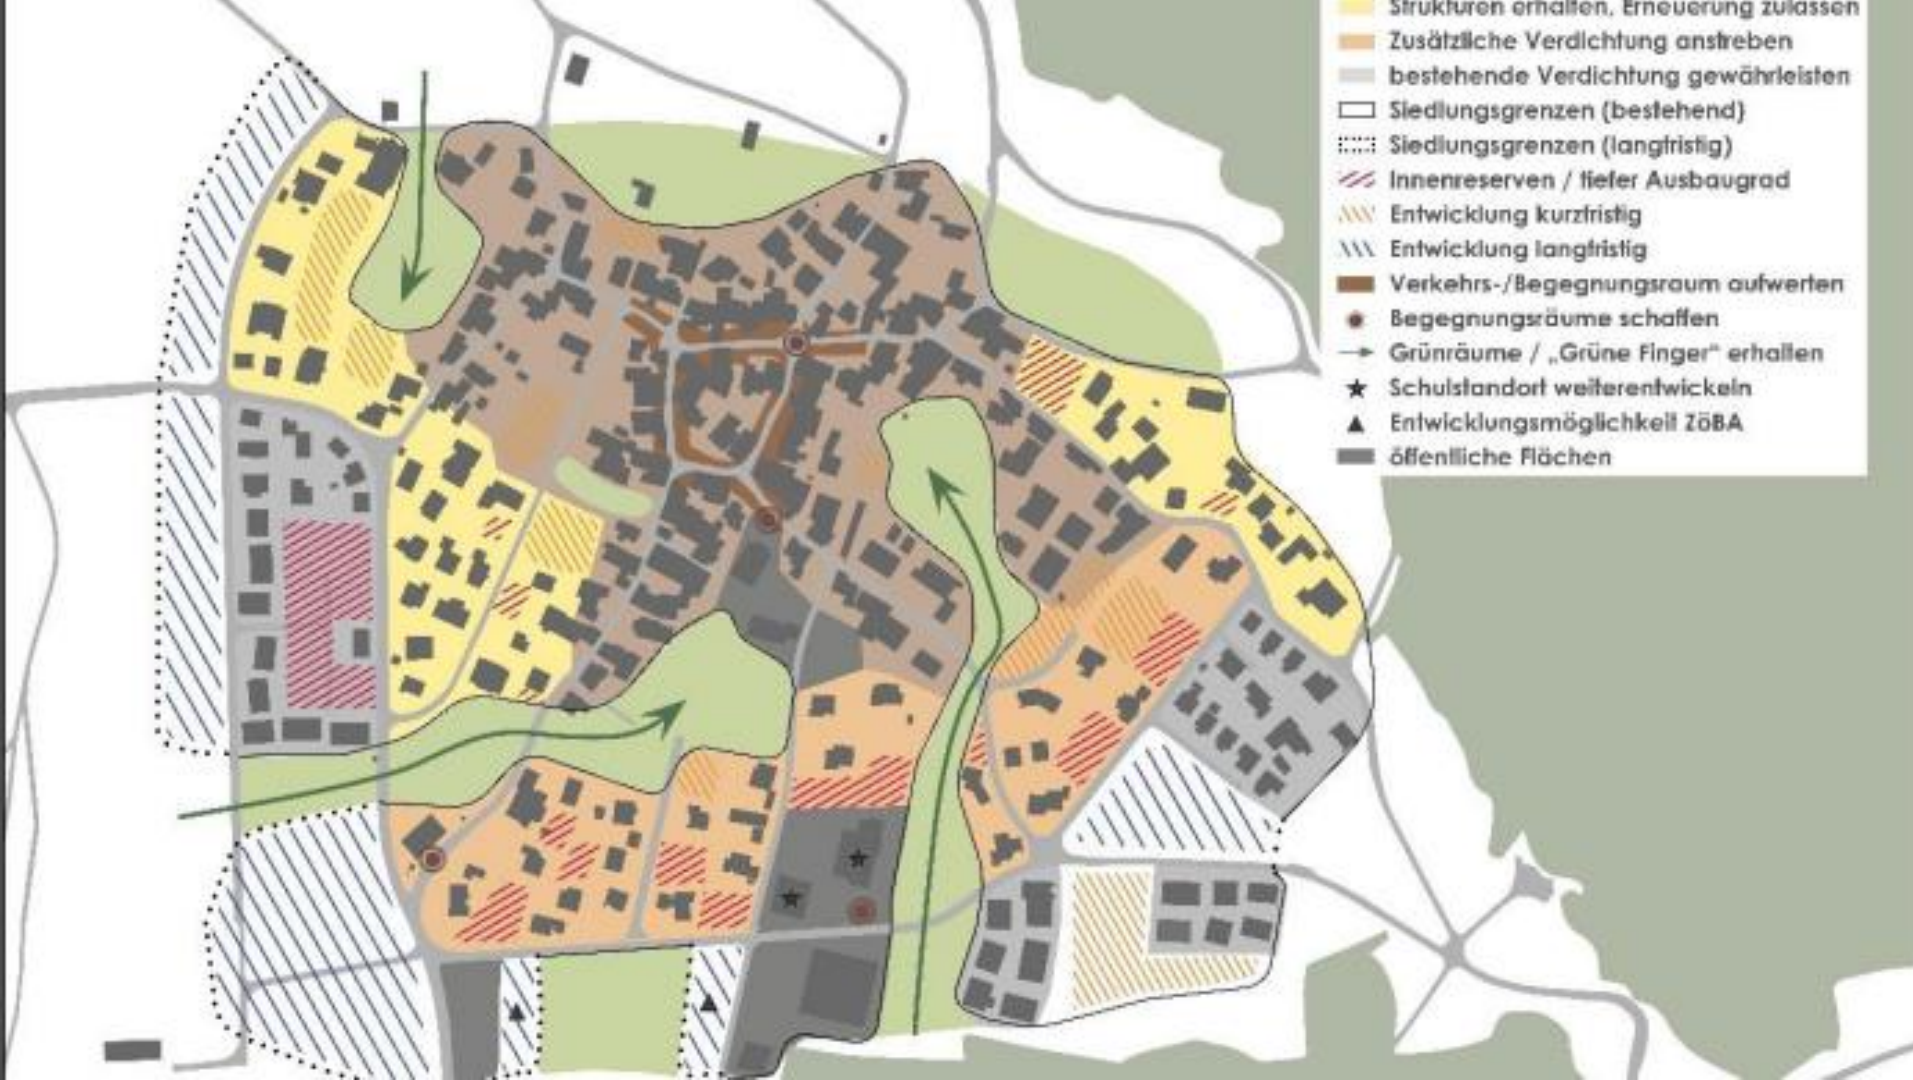 Strukturen erhalten, Erneuerung zulassen
Zusätzliche Verdichtung anstreben
bestehende Verdichtung gewährleisten
Siedlungsgrenzen (bestehend)
Siedlungsgrenzen (langfristig)
Innenreserven / tiefer Ausbaugrad
Entwicklung kurzfristig
Entwicklung langfristig
Verkehrs-/Begegnungsraum aufwerten
Begegnungsräume schaffen
Grünräume / „Grüne Finger“ erhalten
Schulstandort weiterentwickeln
Entwicklungsmöglichkeit ZöBA
öffentliche Flächen